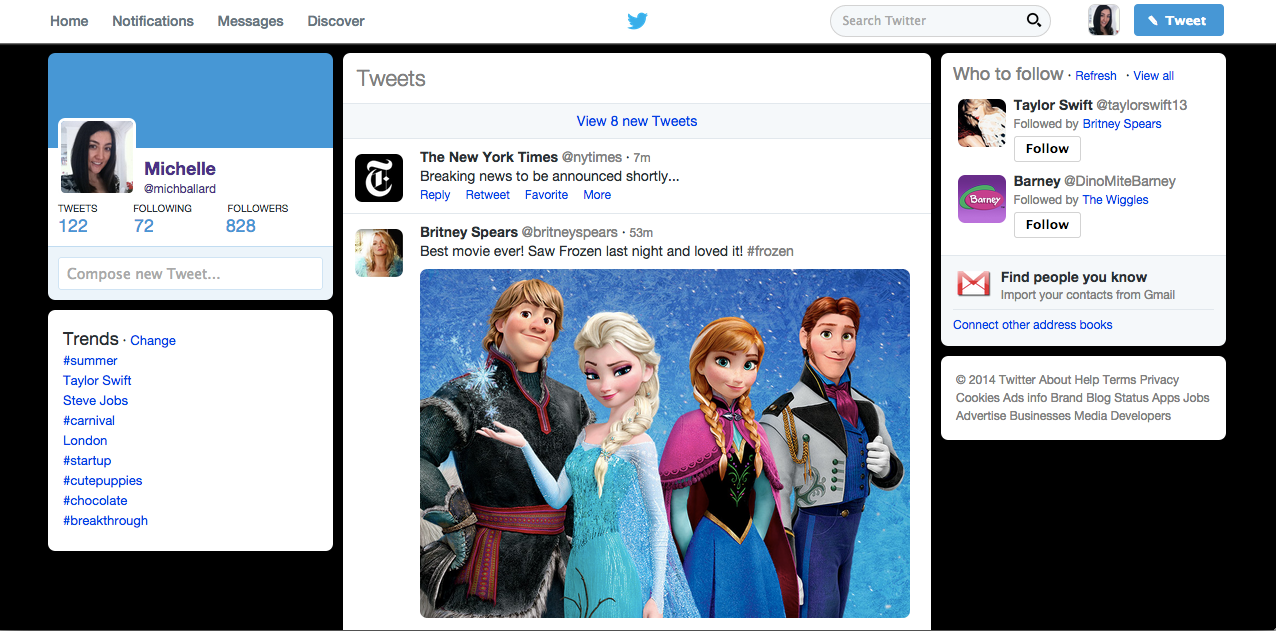 Home Notifications Messages Discover
Search Twitter
Tweet
Michelle
@michballard
TWEETS FOLLOWING FOLLOWERS
122 72 828
Compose new Tweet...
Trends · Change
#summer
Taylor Swift
Steve Jobs
#carnival
London
#startup
#cutepuppies
#chocolate
#breakthrough
Tweets
View 8 new Tweets
The New York Times @nytimes · 7m
Breaking news to be announced shortly...
Reply Retweet Favorite More
Britney Spears @britneyspears · 53m
Best movie ever! Saw Frozen last night and loved it! #frozen
Who to follow · Refresh · View all
Taylor Swift @taylorswift13
Followed by Britney Spears
Follow
Barney
Barney @DinoMiteBarney
Followed by The Wiggles
Follow
Find people you know
Import your contacts from Gmail
Connect other address books
© 2014 Twitter About Help Terms Privacy
Cookies Ads info Brand Blog Status Apps Jobs
Advertise Businesses Media Developers